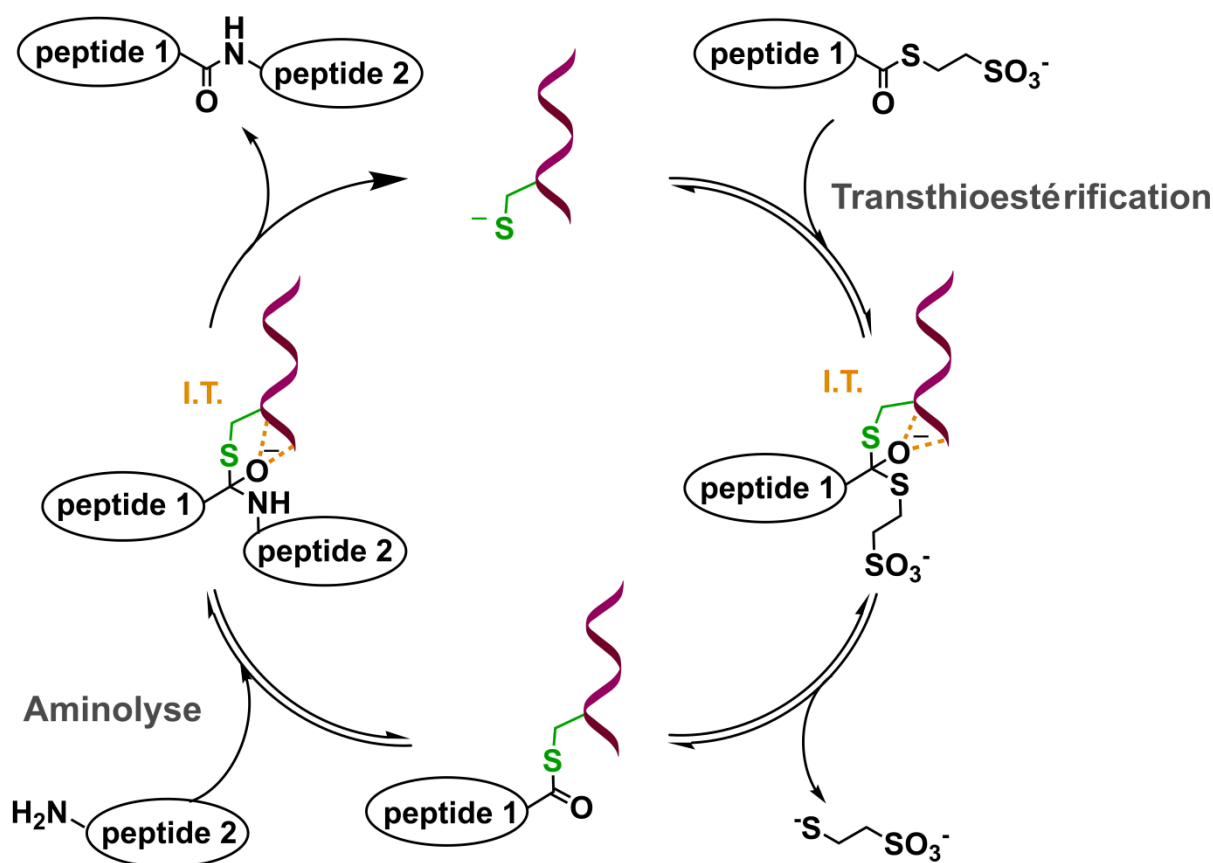 peptide 1
H
N
O
peptide 2
peptide 1
S
SO₃⁻
O
⁻S
Transthioestérification
I.T.
S
O⁻
peptide 1
NH
peptide 2
I.T.
S
O⁻
peptide 1
S
SO₃⁻
Aminolyse
H₂N
peptide 2
S
peptide 1
O
⁻S
SO₃⁻